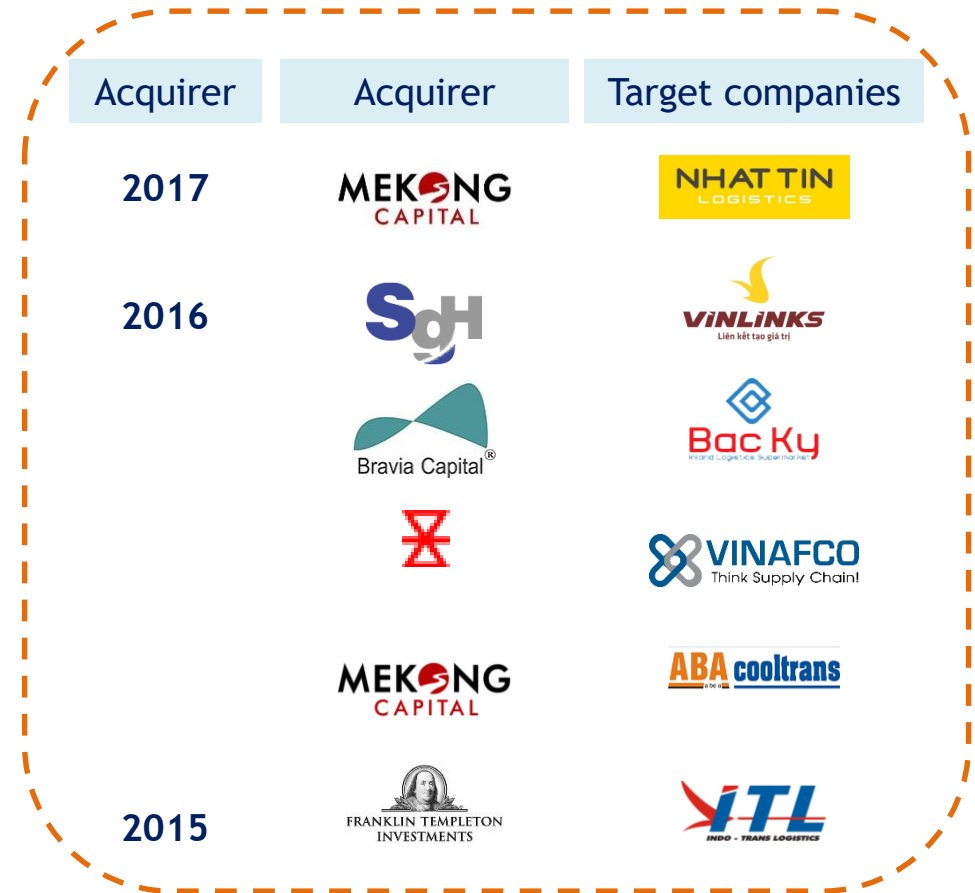 Acquirer Acquirer Target companies
2017 MEKONG CAPITAL NHAT TIN LOGISTICS
2016 SgH VINLINKS
Liên kết tạo giá trị
Bravia Capital® Bac Ky
Inland Logistics Supermarket
VINAFCO
Think Supply Chain!
MEKONG CAPITAL ABA cooltrans
a be a
2015 FRANKLIN TEMPLETON INVESTMENTS iTL
INDO - TRANS LOGISTICS